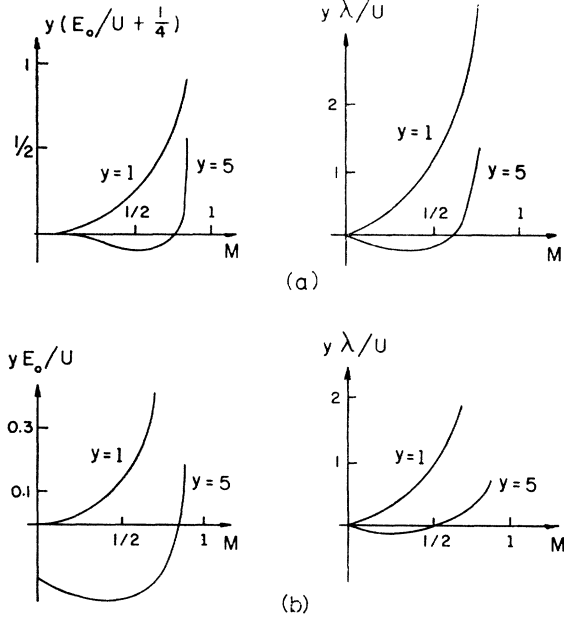 y(E₀/U + 1/4)
1
1/2
y=1
y=5
1/2
1
M
y λ/U
2
1
y=1
y=5
1/2
1
M
(a)
y E₀/U
0.3
0.1
y=1
y=5
1/2
1
M
y λ/U
2
1
y=1
y=5
1/2
1
M
(b)